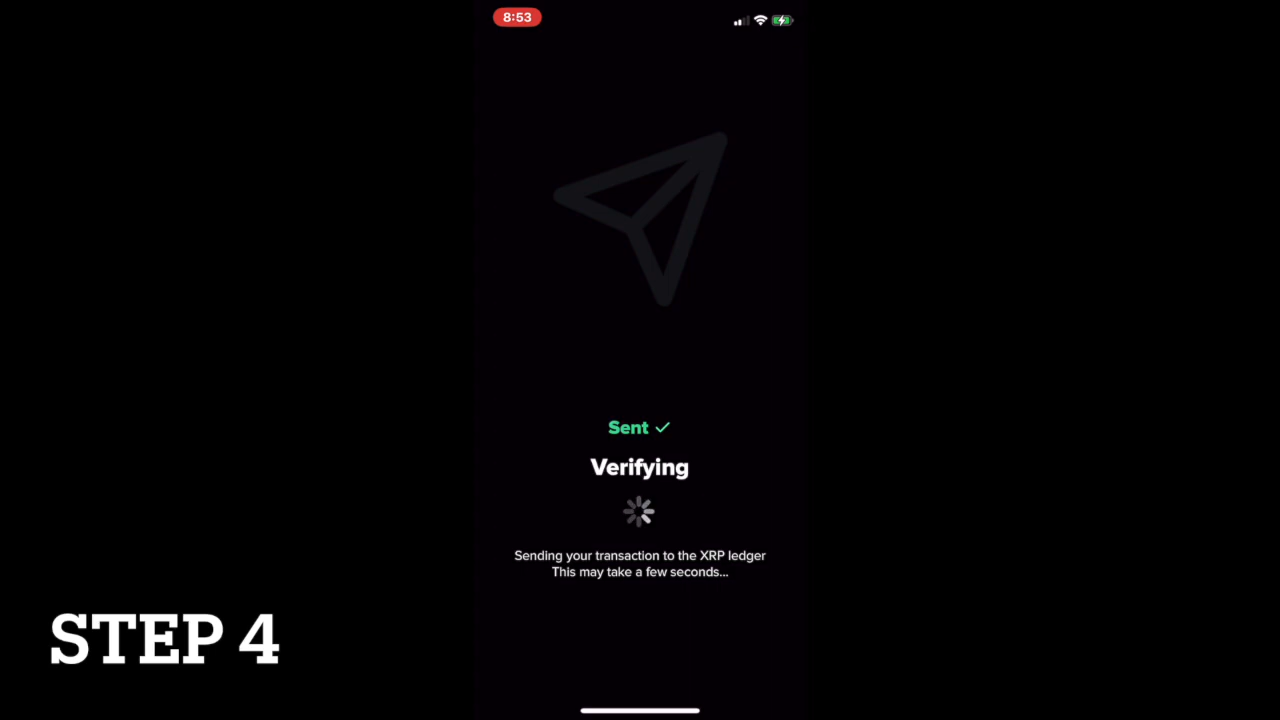 8:53
Sent
Verifying
Sending your transaction to the XRP ledger
This may take a few seconds...
STEP 4